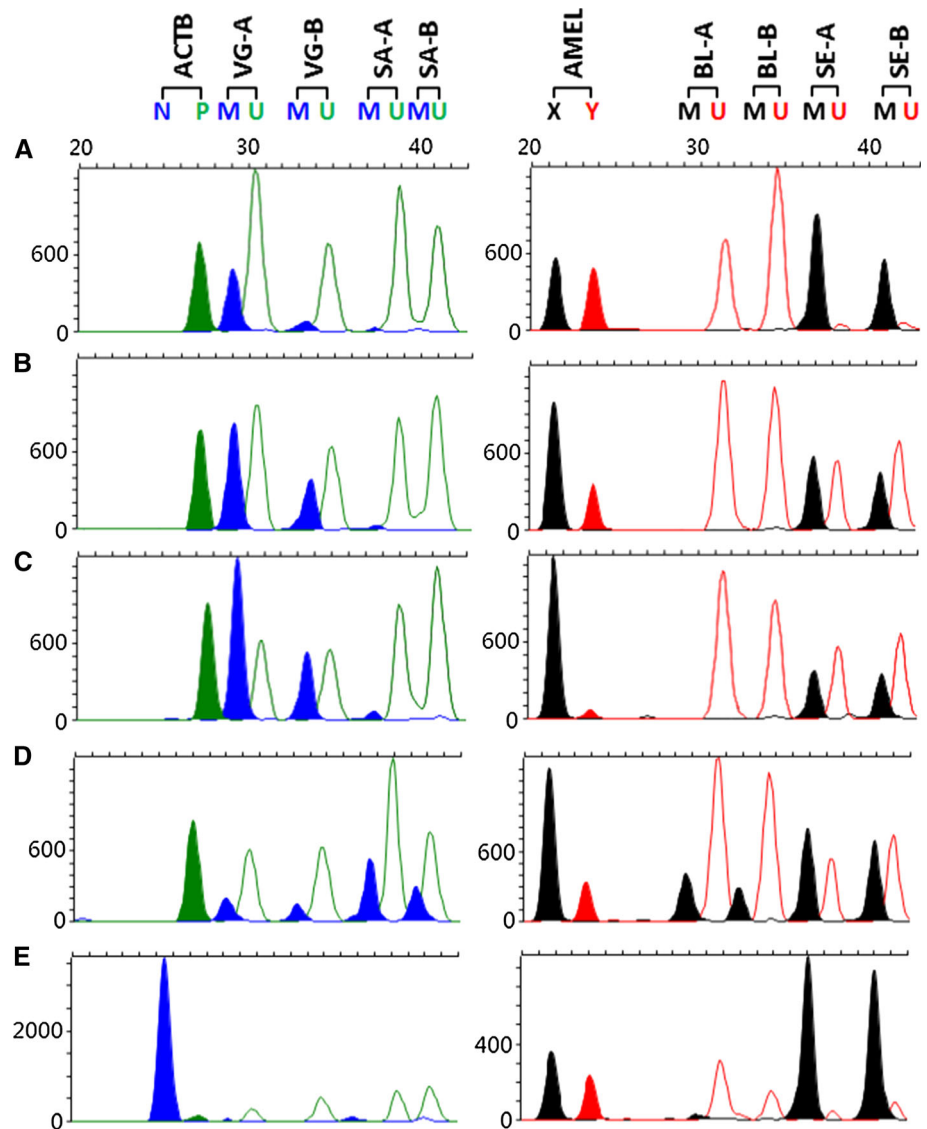 ACTB VG-A VG-B SA-A SA-B AMEL BL-A BL-B SE-A SE-B
N P M U M U M U M U X Y M U M U M U M U
A 20 30 40 20 30 40
600 600
0 0
B
600 600
0 0
C
600 600
0 0
D
600 600
0 0
E
2000 400
0 0